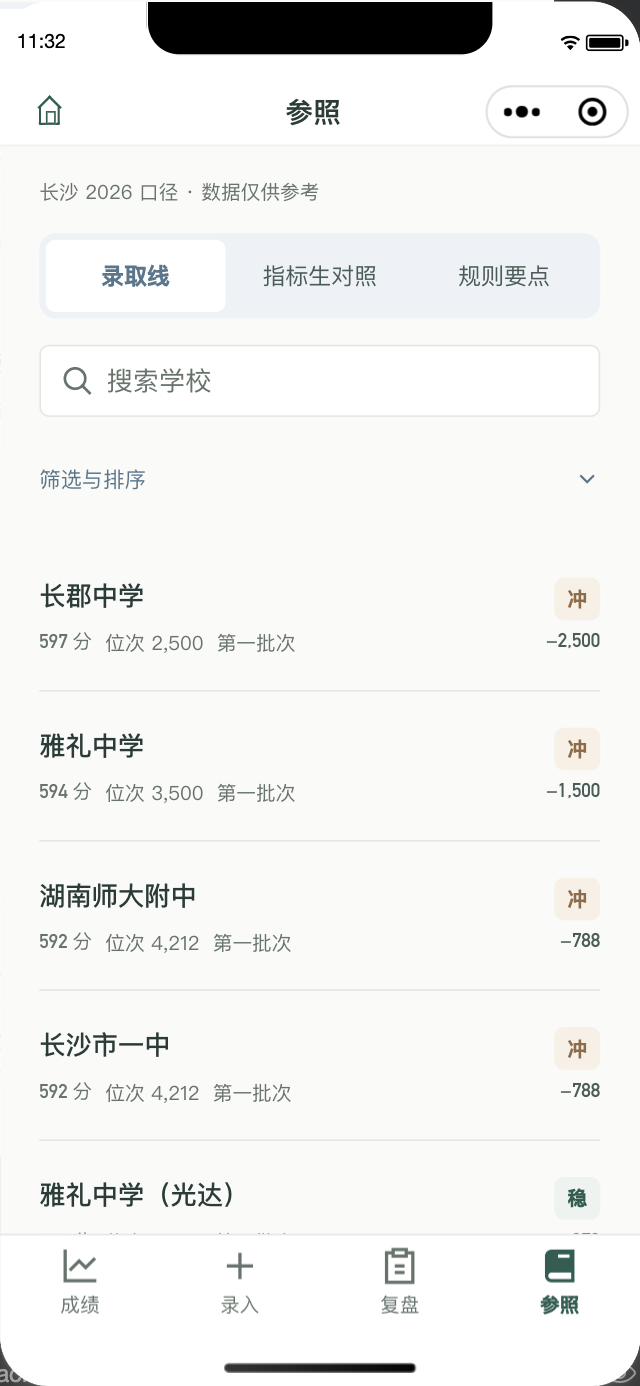 11:32
参照
长沙 2026 口径 · 数据仅供参考
录取线 指标生对照 规则要点
搜索学校
筛选与排序
长郡中学 冲
597 分 位次 2,500 第一批次 −2,500
雅礼中学 冲
594 分 位次 3,500 第一批次 −1,500
湖南师大附中 冲
592 分 位次 4,212 第一批次 −788
长沙市一中 冲
592 分 位次 4,212 第一批次 −788
雅礼中学（光达） 稳
成绩 录入 复盘 参照